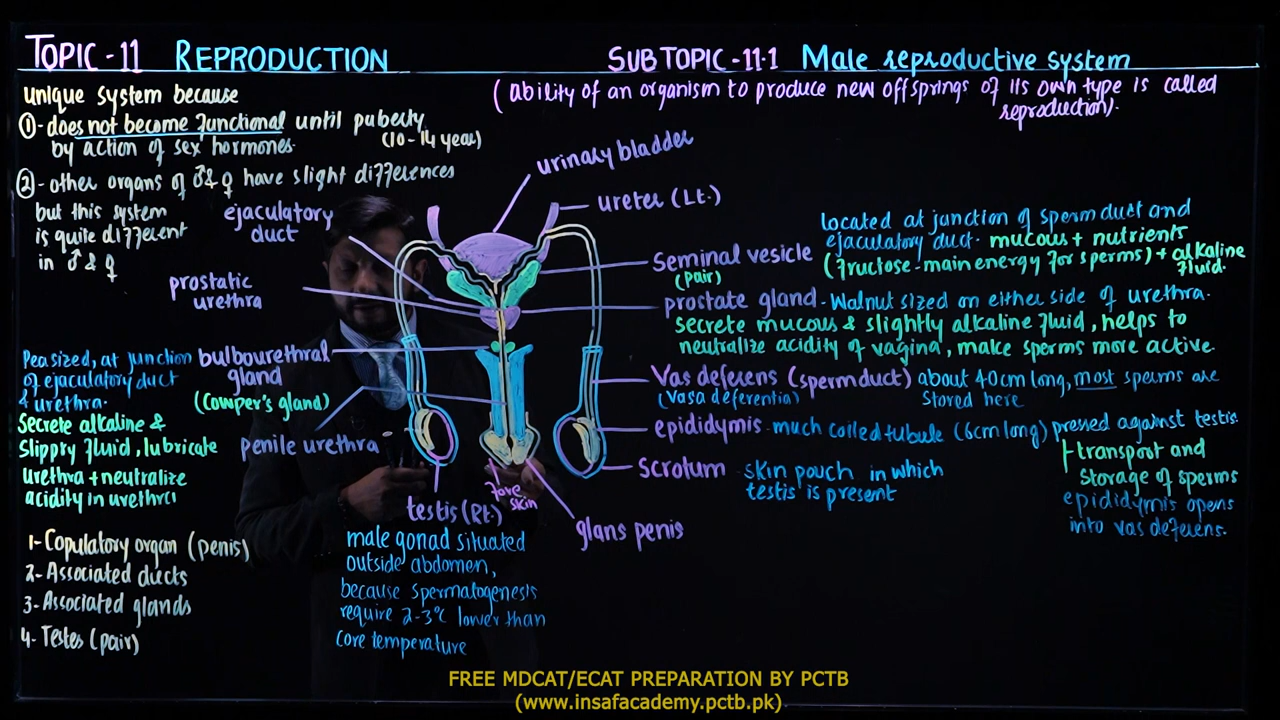 TOPIC-11 REPRODUCTION
SUBTOPIC-11.1 Male reproductive system
(ability of an organism to produce new offsprings of its own type is called
reproduction).
unique system because
①-does not become functional until puberty
(10-14 year)
by action of sex hormones.
②-other organs of ♂&♀ have slight differences
but this system
is quite different
in ♂&♀
ejaculatory
duct
prostatic
urethra
bulbourethral
gland
(Cowper's gland)
Pea sized, at junction
of ejaculatory duct
& urethra.
Secrete alkaline &
Slippry fluid, lubricate
urethra + neutralize
acidity in urethra
penile urethra
1-Copulatory organ (penis)
2-Associated ducts
3-Associated glands
4-Testes (pair)
urinary bladder
ureter (Lt.)
Seminal vesicle
(Pair)
Located at junction of sperm duct and
ejaculatory duct. mucous + nutrients
(fructose-main energy for sperms) + alkaline
fluid.
prostate gland-Walnut sized on either side of urethra.
Secrete mucous & slightly alkaline fluid, helps to
neutralize acidity of vagina, make sperms more active.
Vas deferens (sperm duct) about 40cm long, most sperms are
(Vasa deferentia) Stored here
epididymis-much coiled tubule (6cm long) pressed against testis.
transport and
Storage of sperms
epididymis opens
into vas deferens.
Scrotum-skin pouch in which
testis is present
testis (Rt.)
fore
skin
glans penis
male gonad situated
outside abdomen,
because spermatogenesis
require 2-3°c lower than
core temperature
FREE MDCAT/ECAT PREPARATION BY PCTB
(www.insafacademy.pctb.pk)